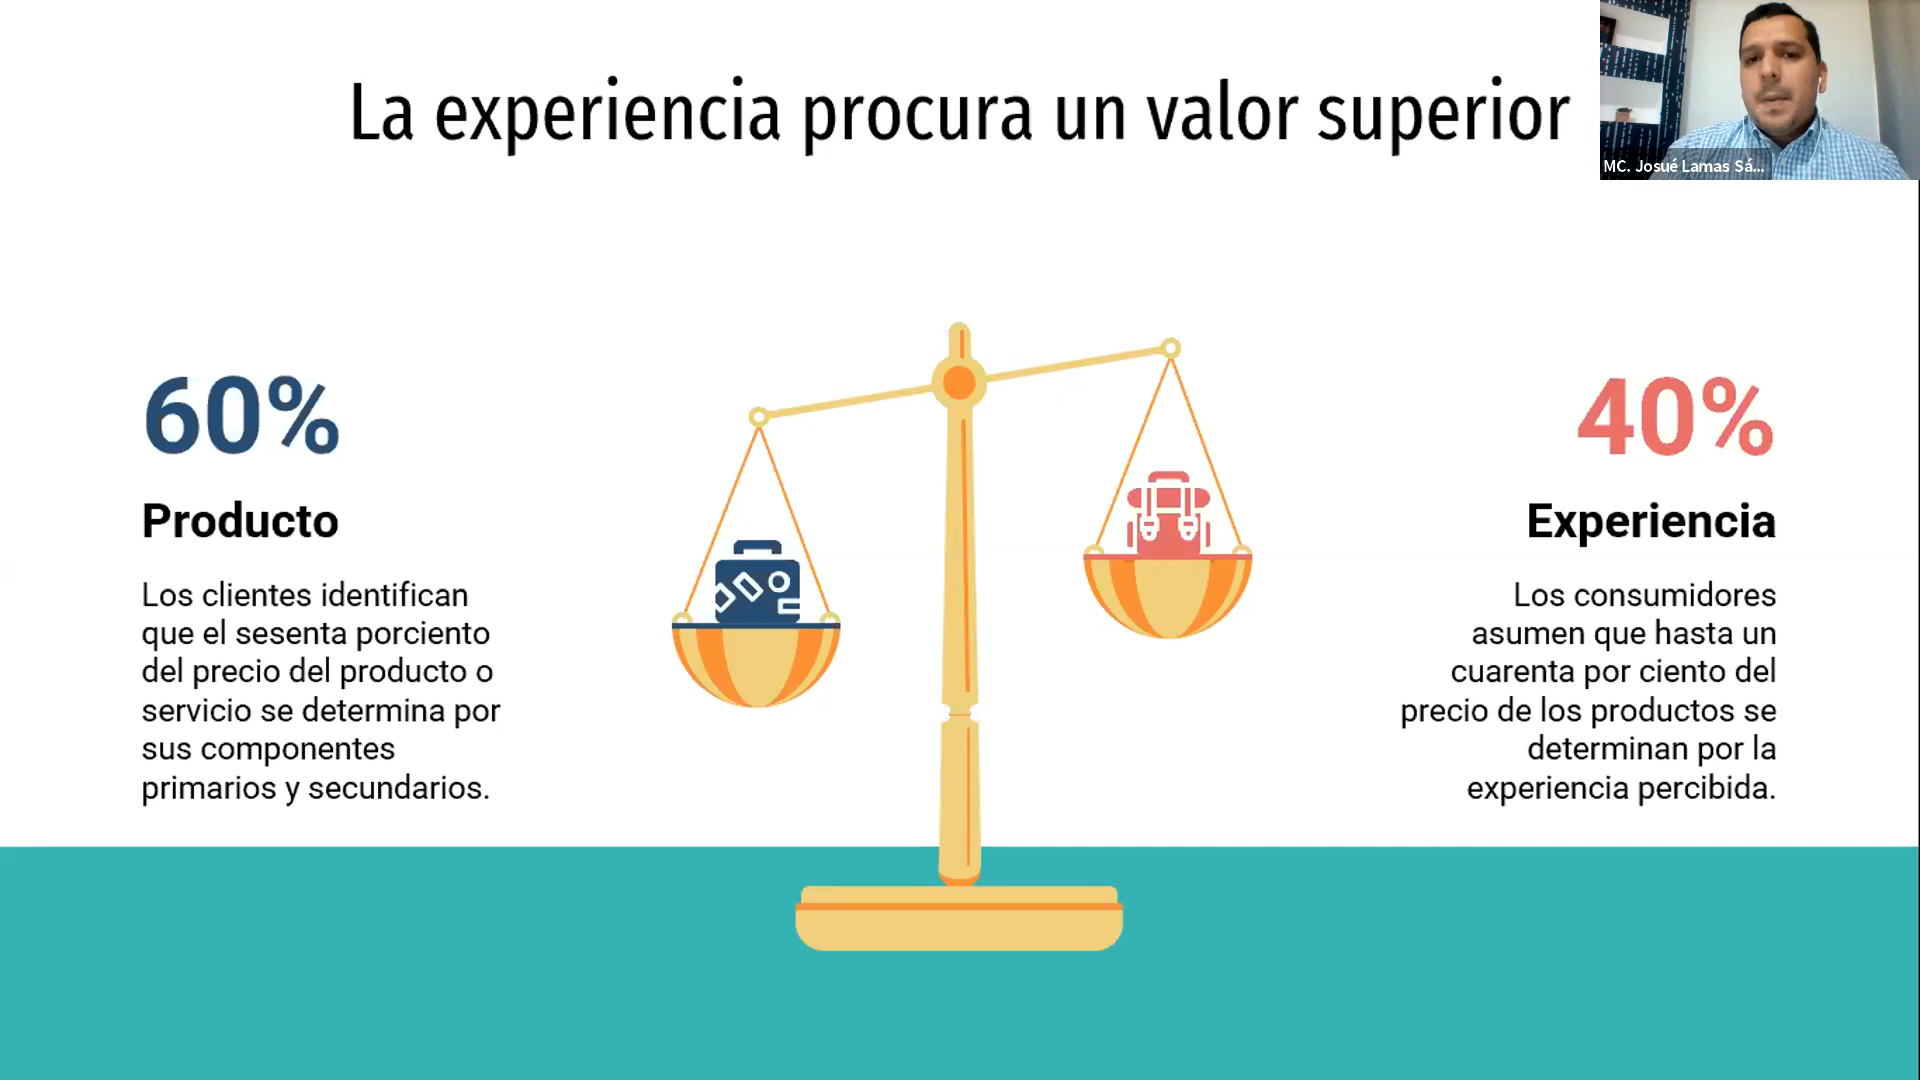 La experiencia procura un valor superior
MC. Josué Lamas Sá...
60%
Producto
Los clientes identifican
que el sesenta porciento
del precio del producto o
servicio se determina por
sus componentes
primarios y secundarios.
40%
Experiencia
Los consumidores
asumen que hasta un
cuarenta por ciento del
precio de los productos se
determinan por la
experiencia percibida.